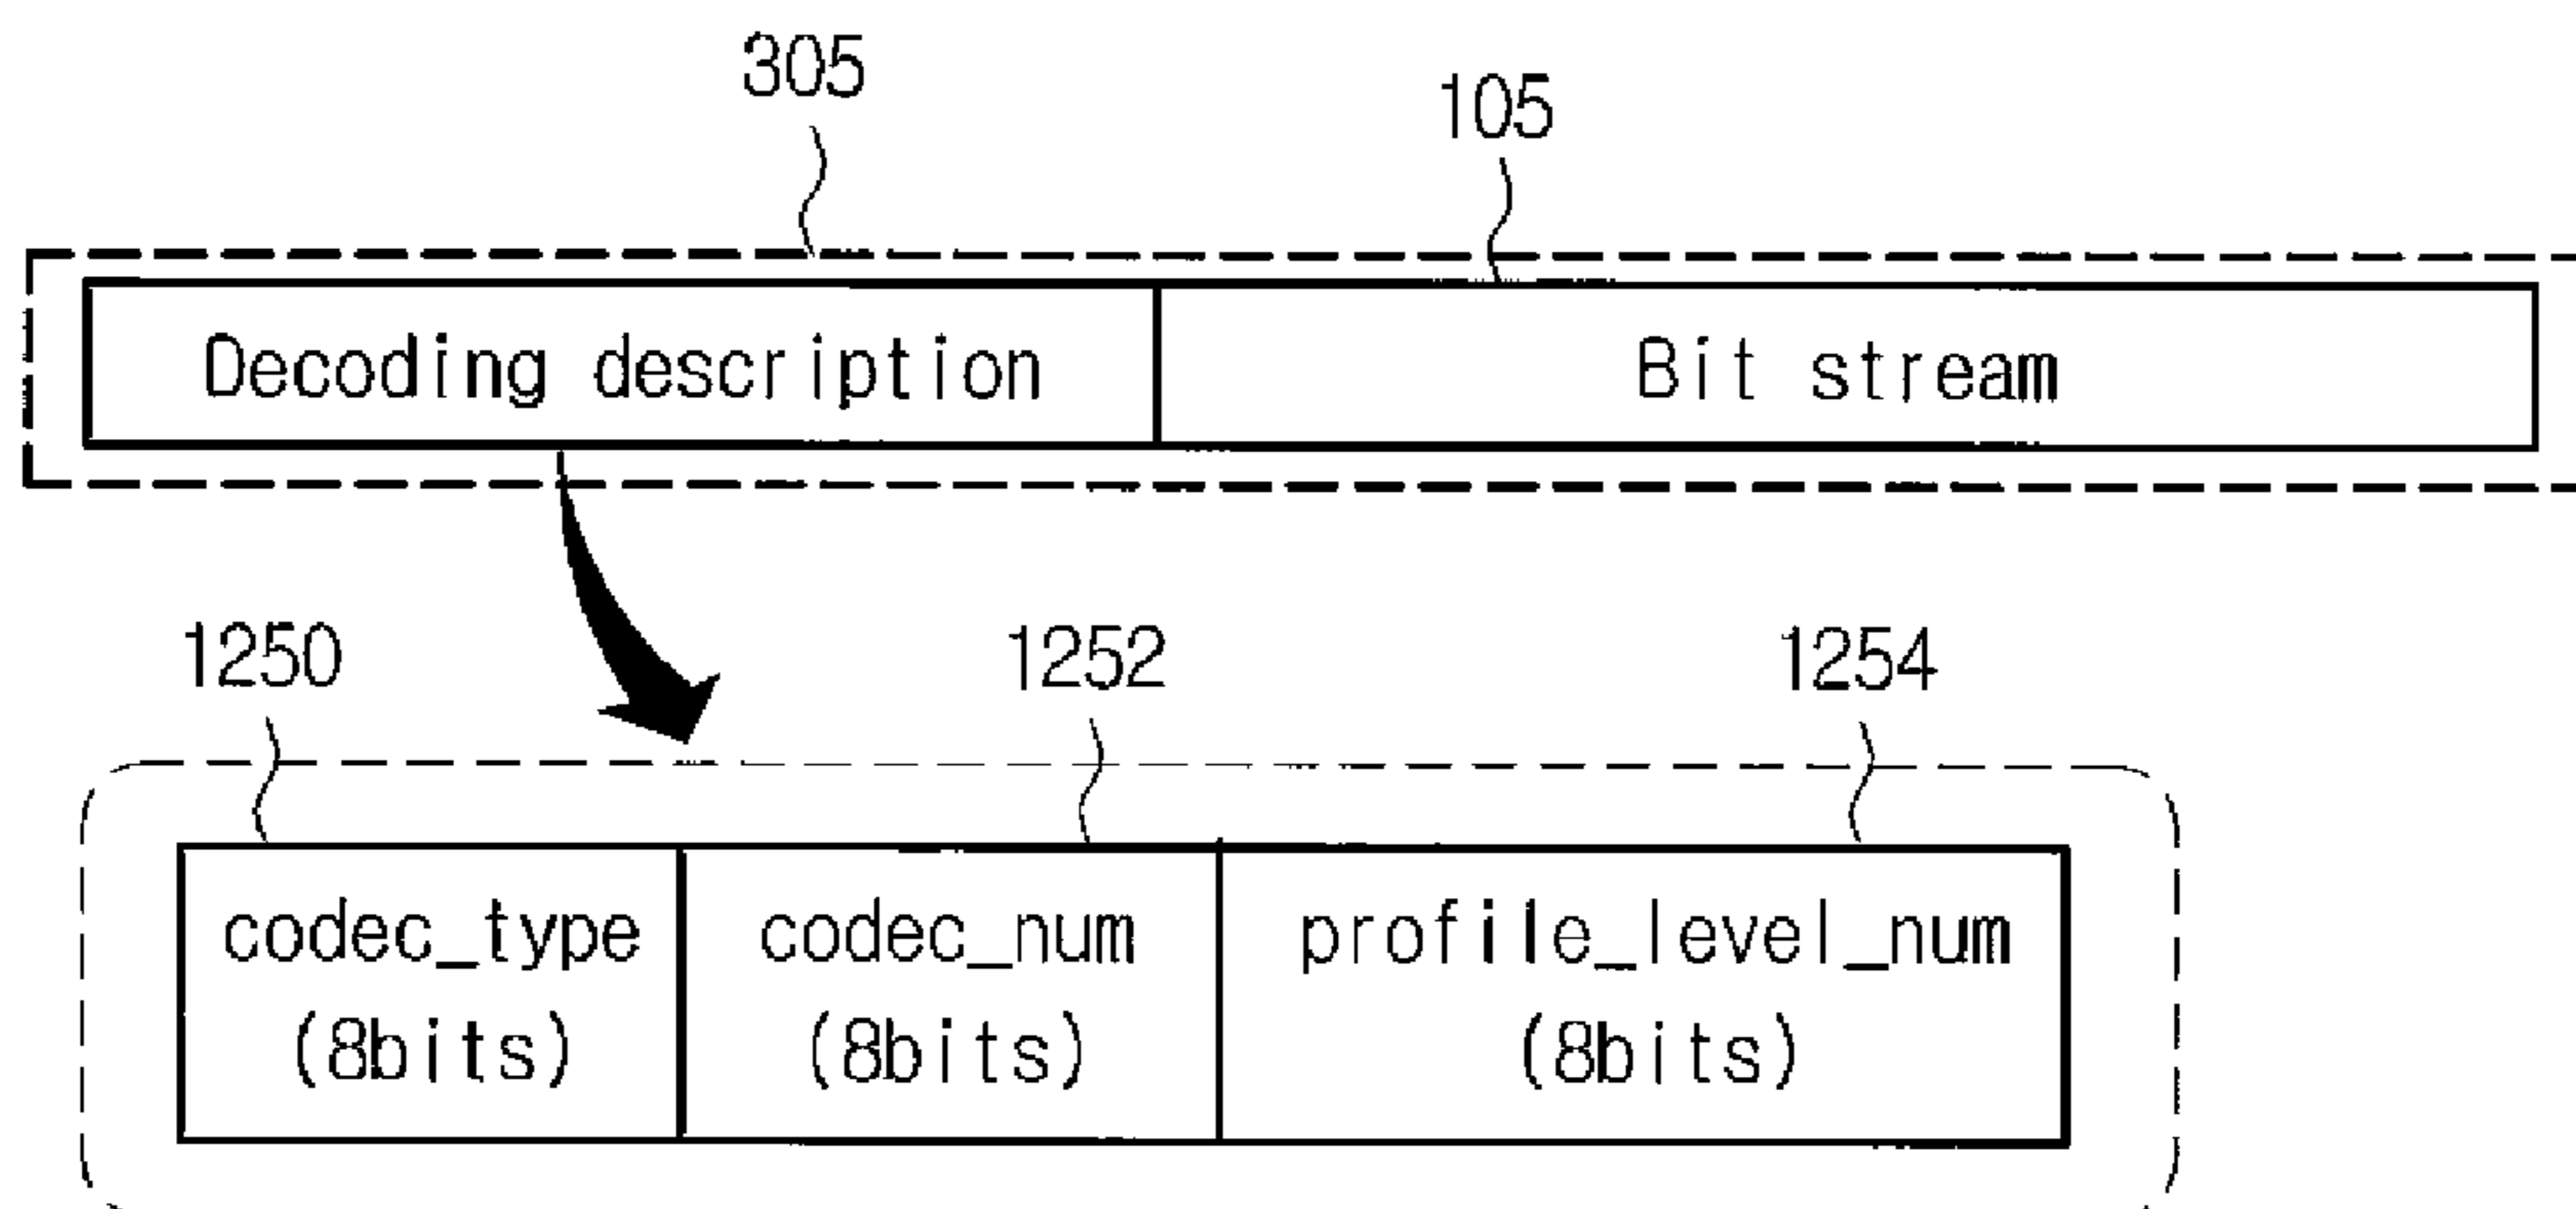 305
105
Decoding description
Bit stream
1250
1252
1254
codec_type
(8bits)
codec_num
(8bits)
profile_level_num
(8bits)